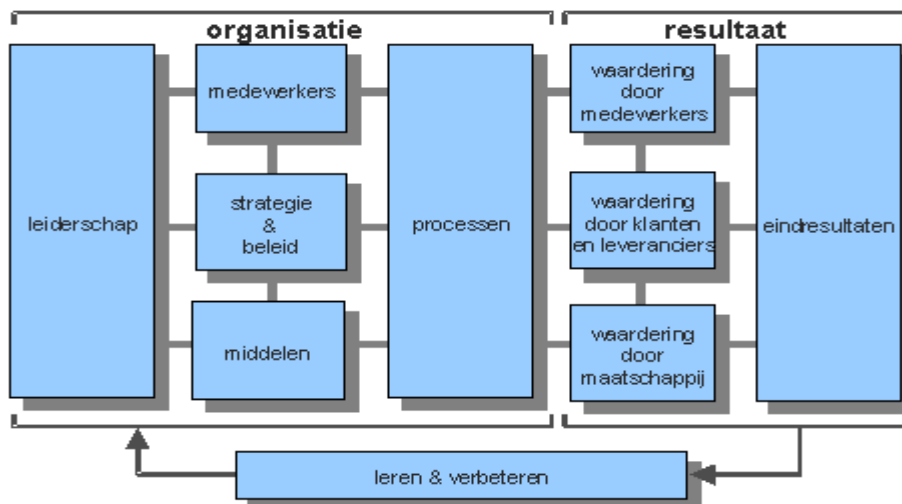 organisatie
resultaat
leiderschap
medewerkers
strategie
&
beleid
middelen
processen
waardering
door
medewerkers
waardering
door klanten
en leveranciers
waardering
door
maatschappij
eindresultaten
leren & verbeteren